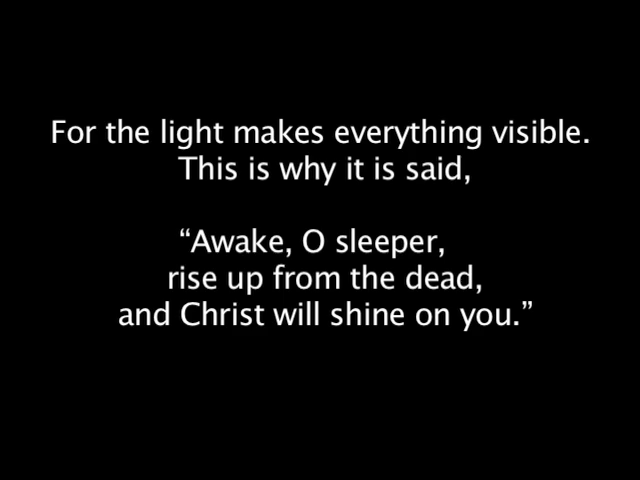 For the light makes everything visible.
This is why it is said,
“Awake, O sleeper,
rise up from the dead,
and Christ will shine on you.”